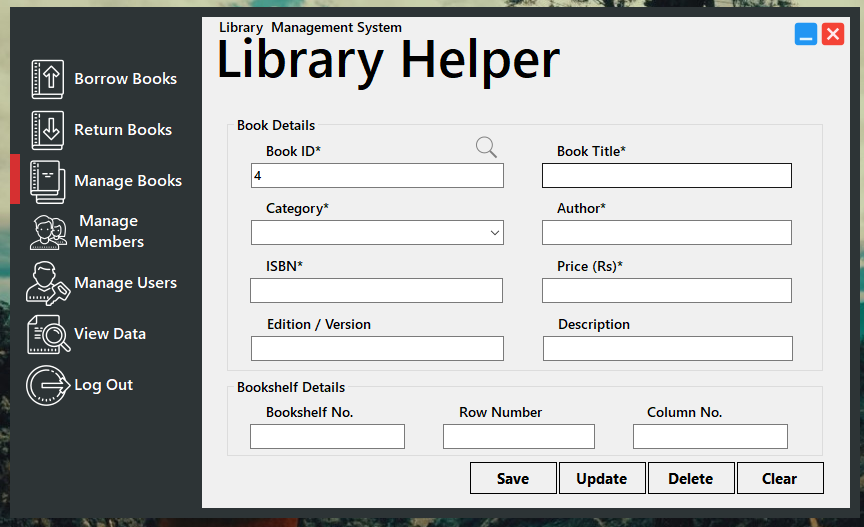 Library Management System
Library Helper
Borrow Books
Return Books
Manage Books
Manage
Members
Manage Users
View Data
Log Out
Book Details
Book ID*
Book Title*
4
Category*
Author*
ISBN*
Price (Rs)*
Edition / Version
Description
Bookshelf Details
Bookshelf No.
Row Number
Column No.
Save
Update
Delete
Clear